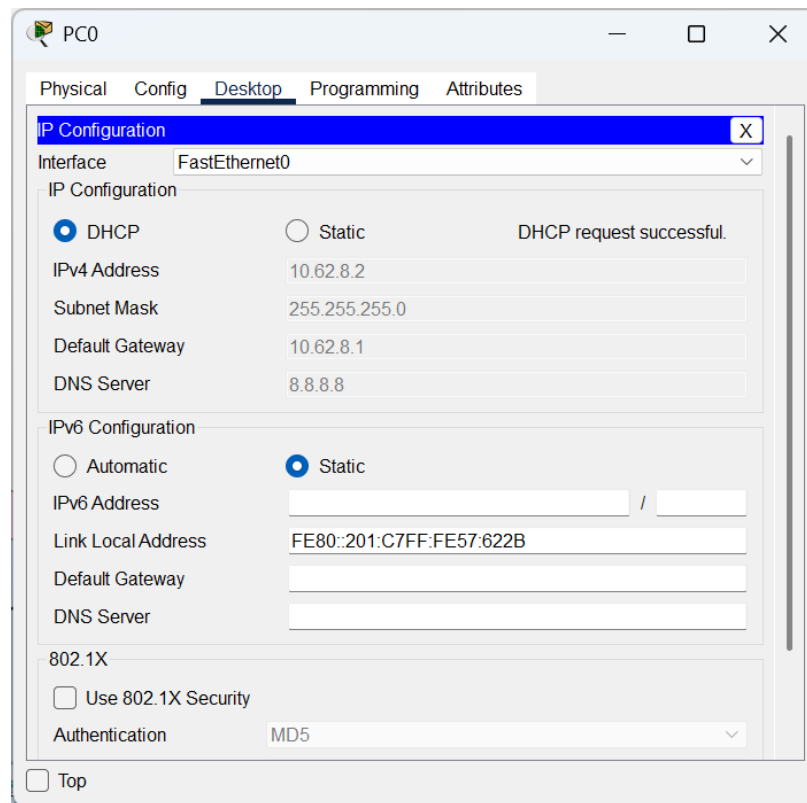 PC0
Physical Config Desktop Programming Attributes
IP Configuration X
Interface FastEthernet0
IP Configuration
DHCP Static DHCP request successful.
IPv4 Address 10.62.8.2
Subnet Mask 255.255.255.0
Default Gateway 10.62.8.1
DNS Server 8.8.8.8
IPv6 Configuration
Automatic Static
IPv6 Address /
Link Local Address FE80::201:C7FF:FE57:622B
Default Gateway
DNS Server
802.1X
Use 802.1X Security
Authentication MD5
Top